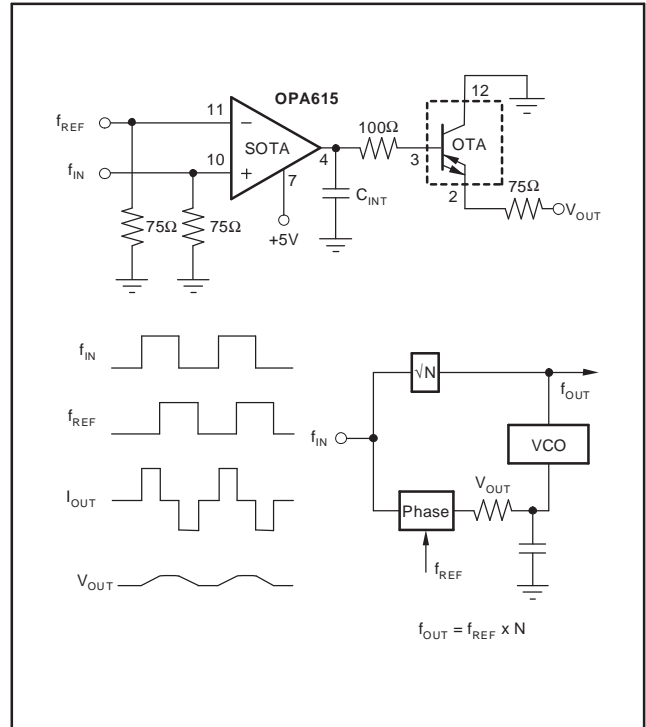 OPA615
12
11
f_REF
−
100Ω
SOTA
OTA
10
f_IN
+
4
3
7
C_INT
2
75Ω
75Ω
75Ω
V_OUT
+5V
f_IN
f_REF
I_OUT
V_OUT
√N
f_OUT
f_IN
VCO
V_OUT
Phase
f_REF
f_OUT = f_REF x N